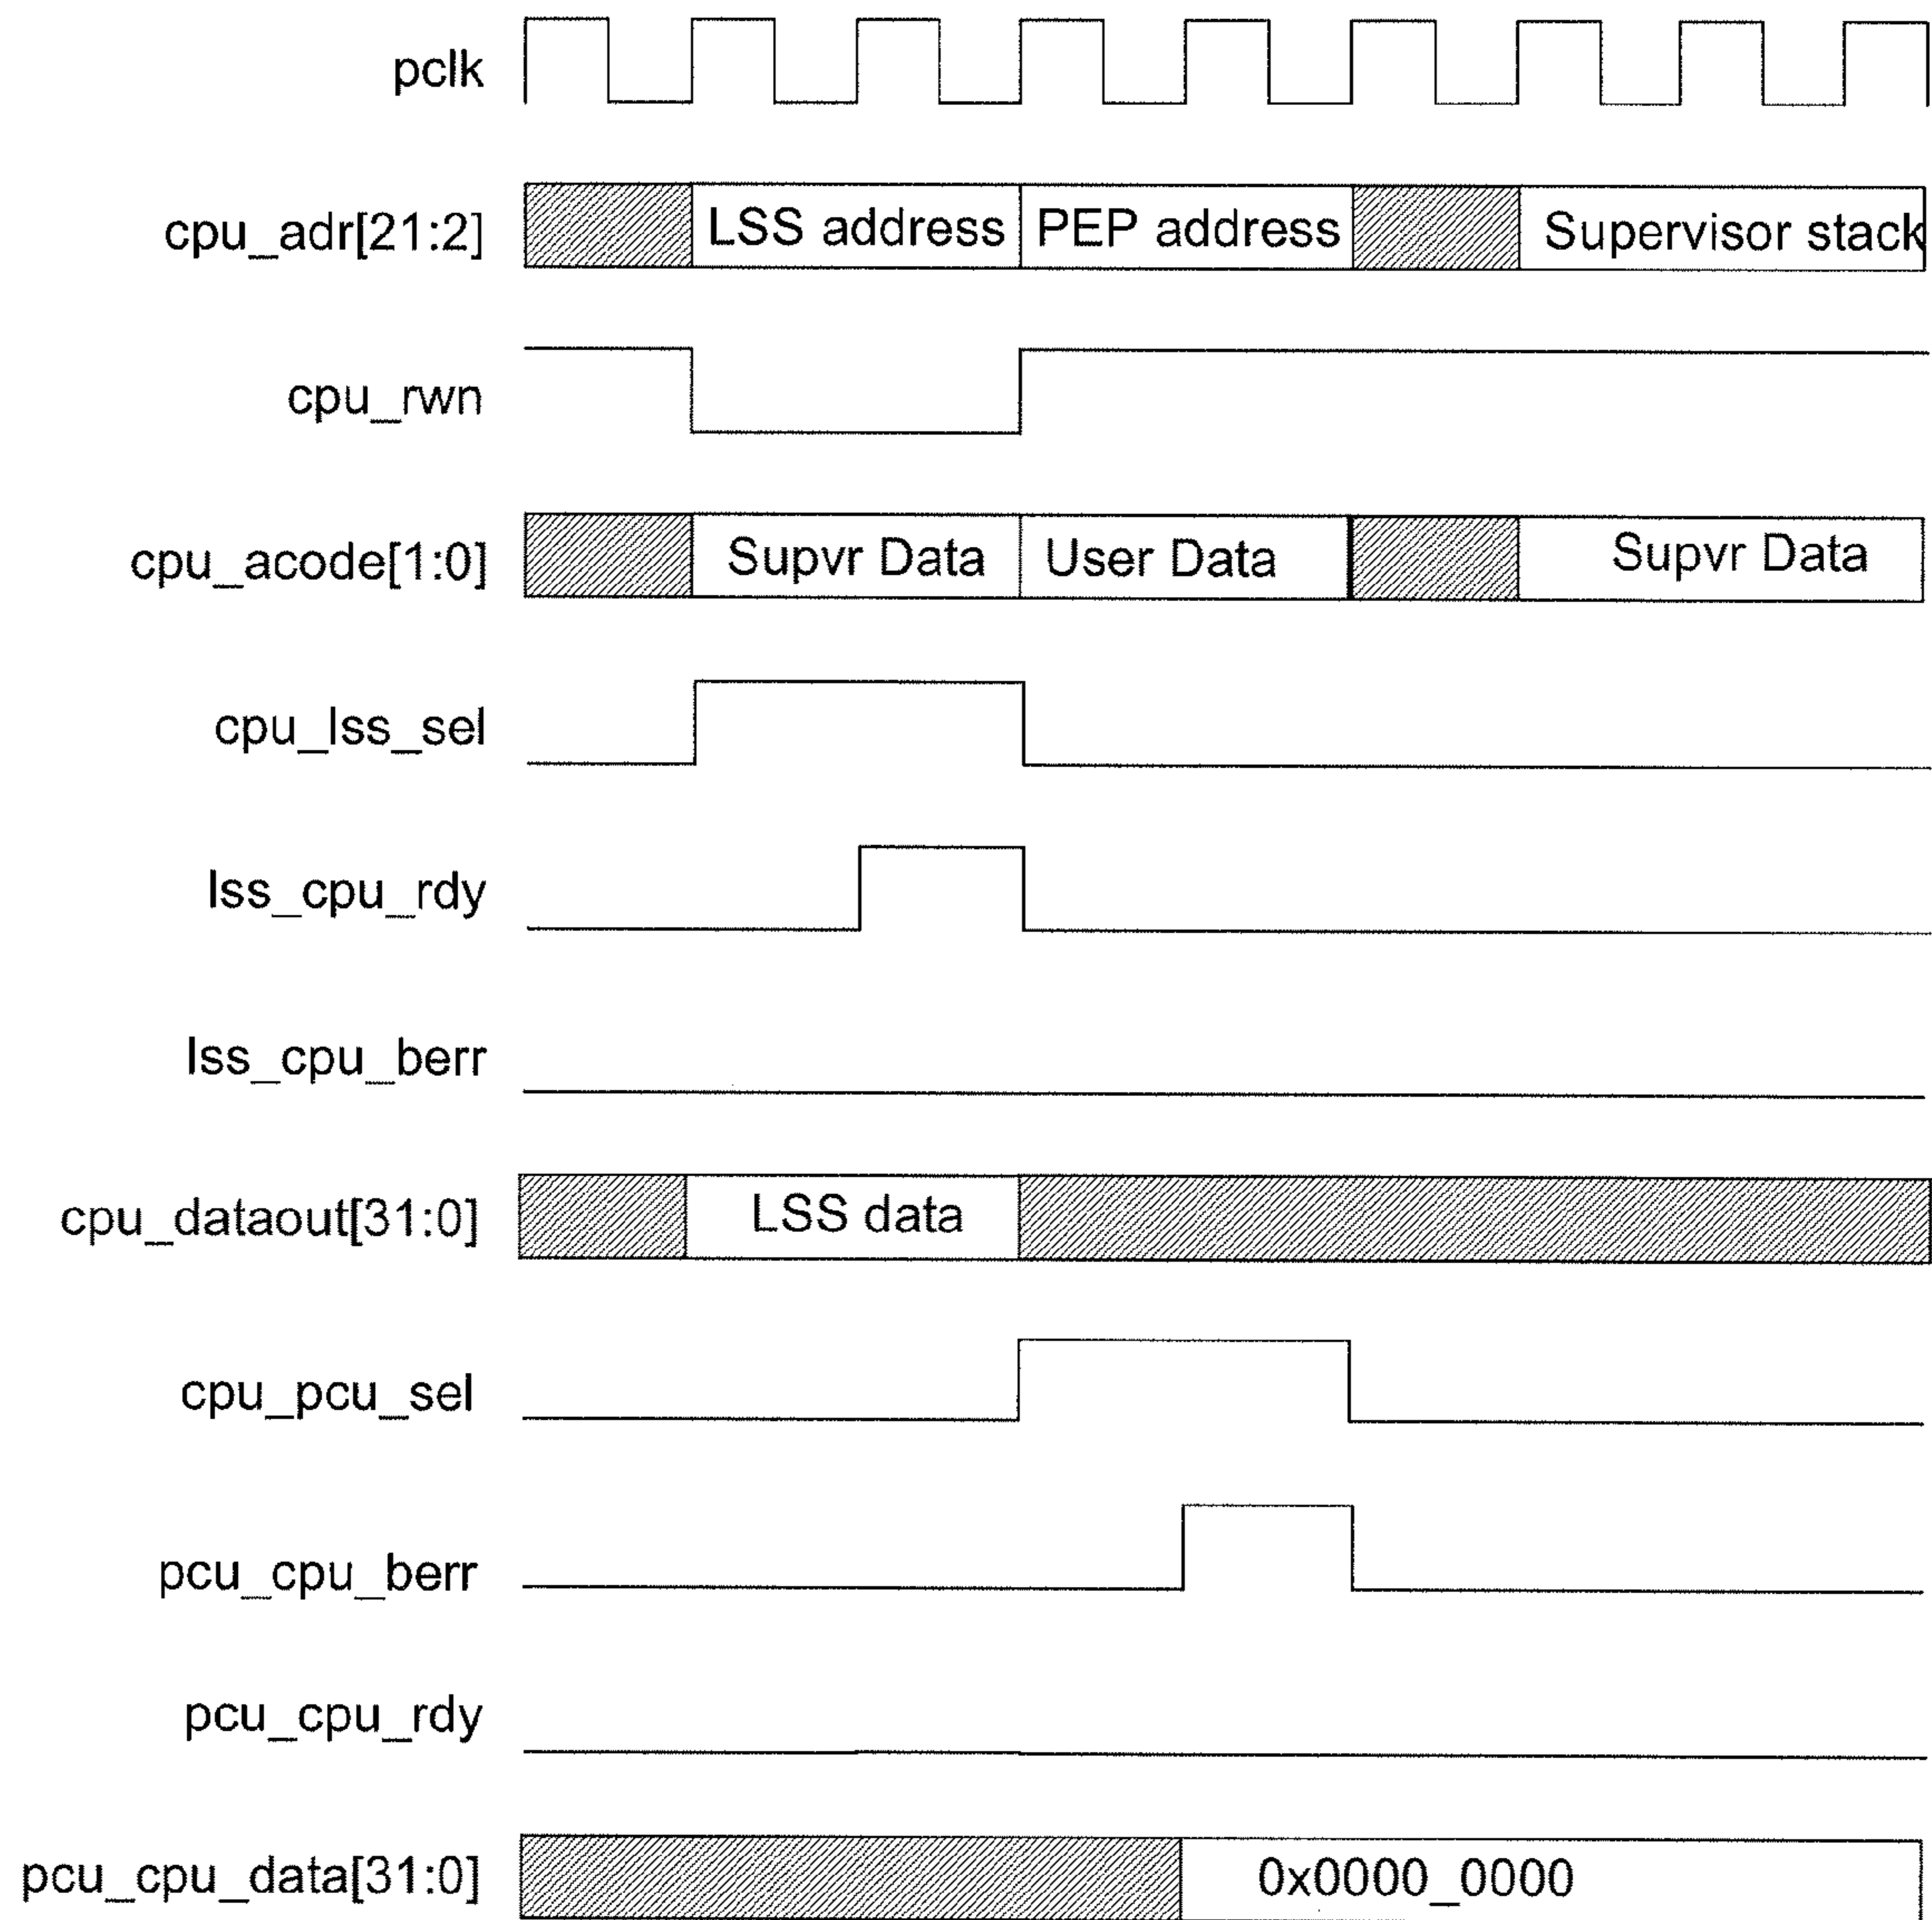 pclk
cpu_adr[21:2] LSS address PEP address Supervisor stack
cpu_rwn
cpu_acode[1:0] Supvr Data User Data Supvr Data
cpu_lss_sel
lss_cpu_rdy
lss_cpu_berr
cpu_dataout[31:0] LSS data
cpu_pcu_sel
pcu_cpu_berr
pcu_cpu_rdy
pcu_cpu_data[31:0] 0x0000_0000